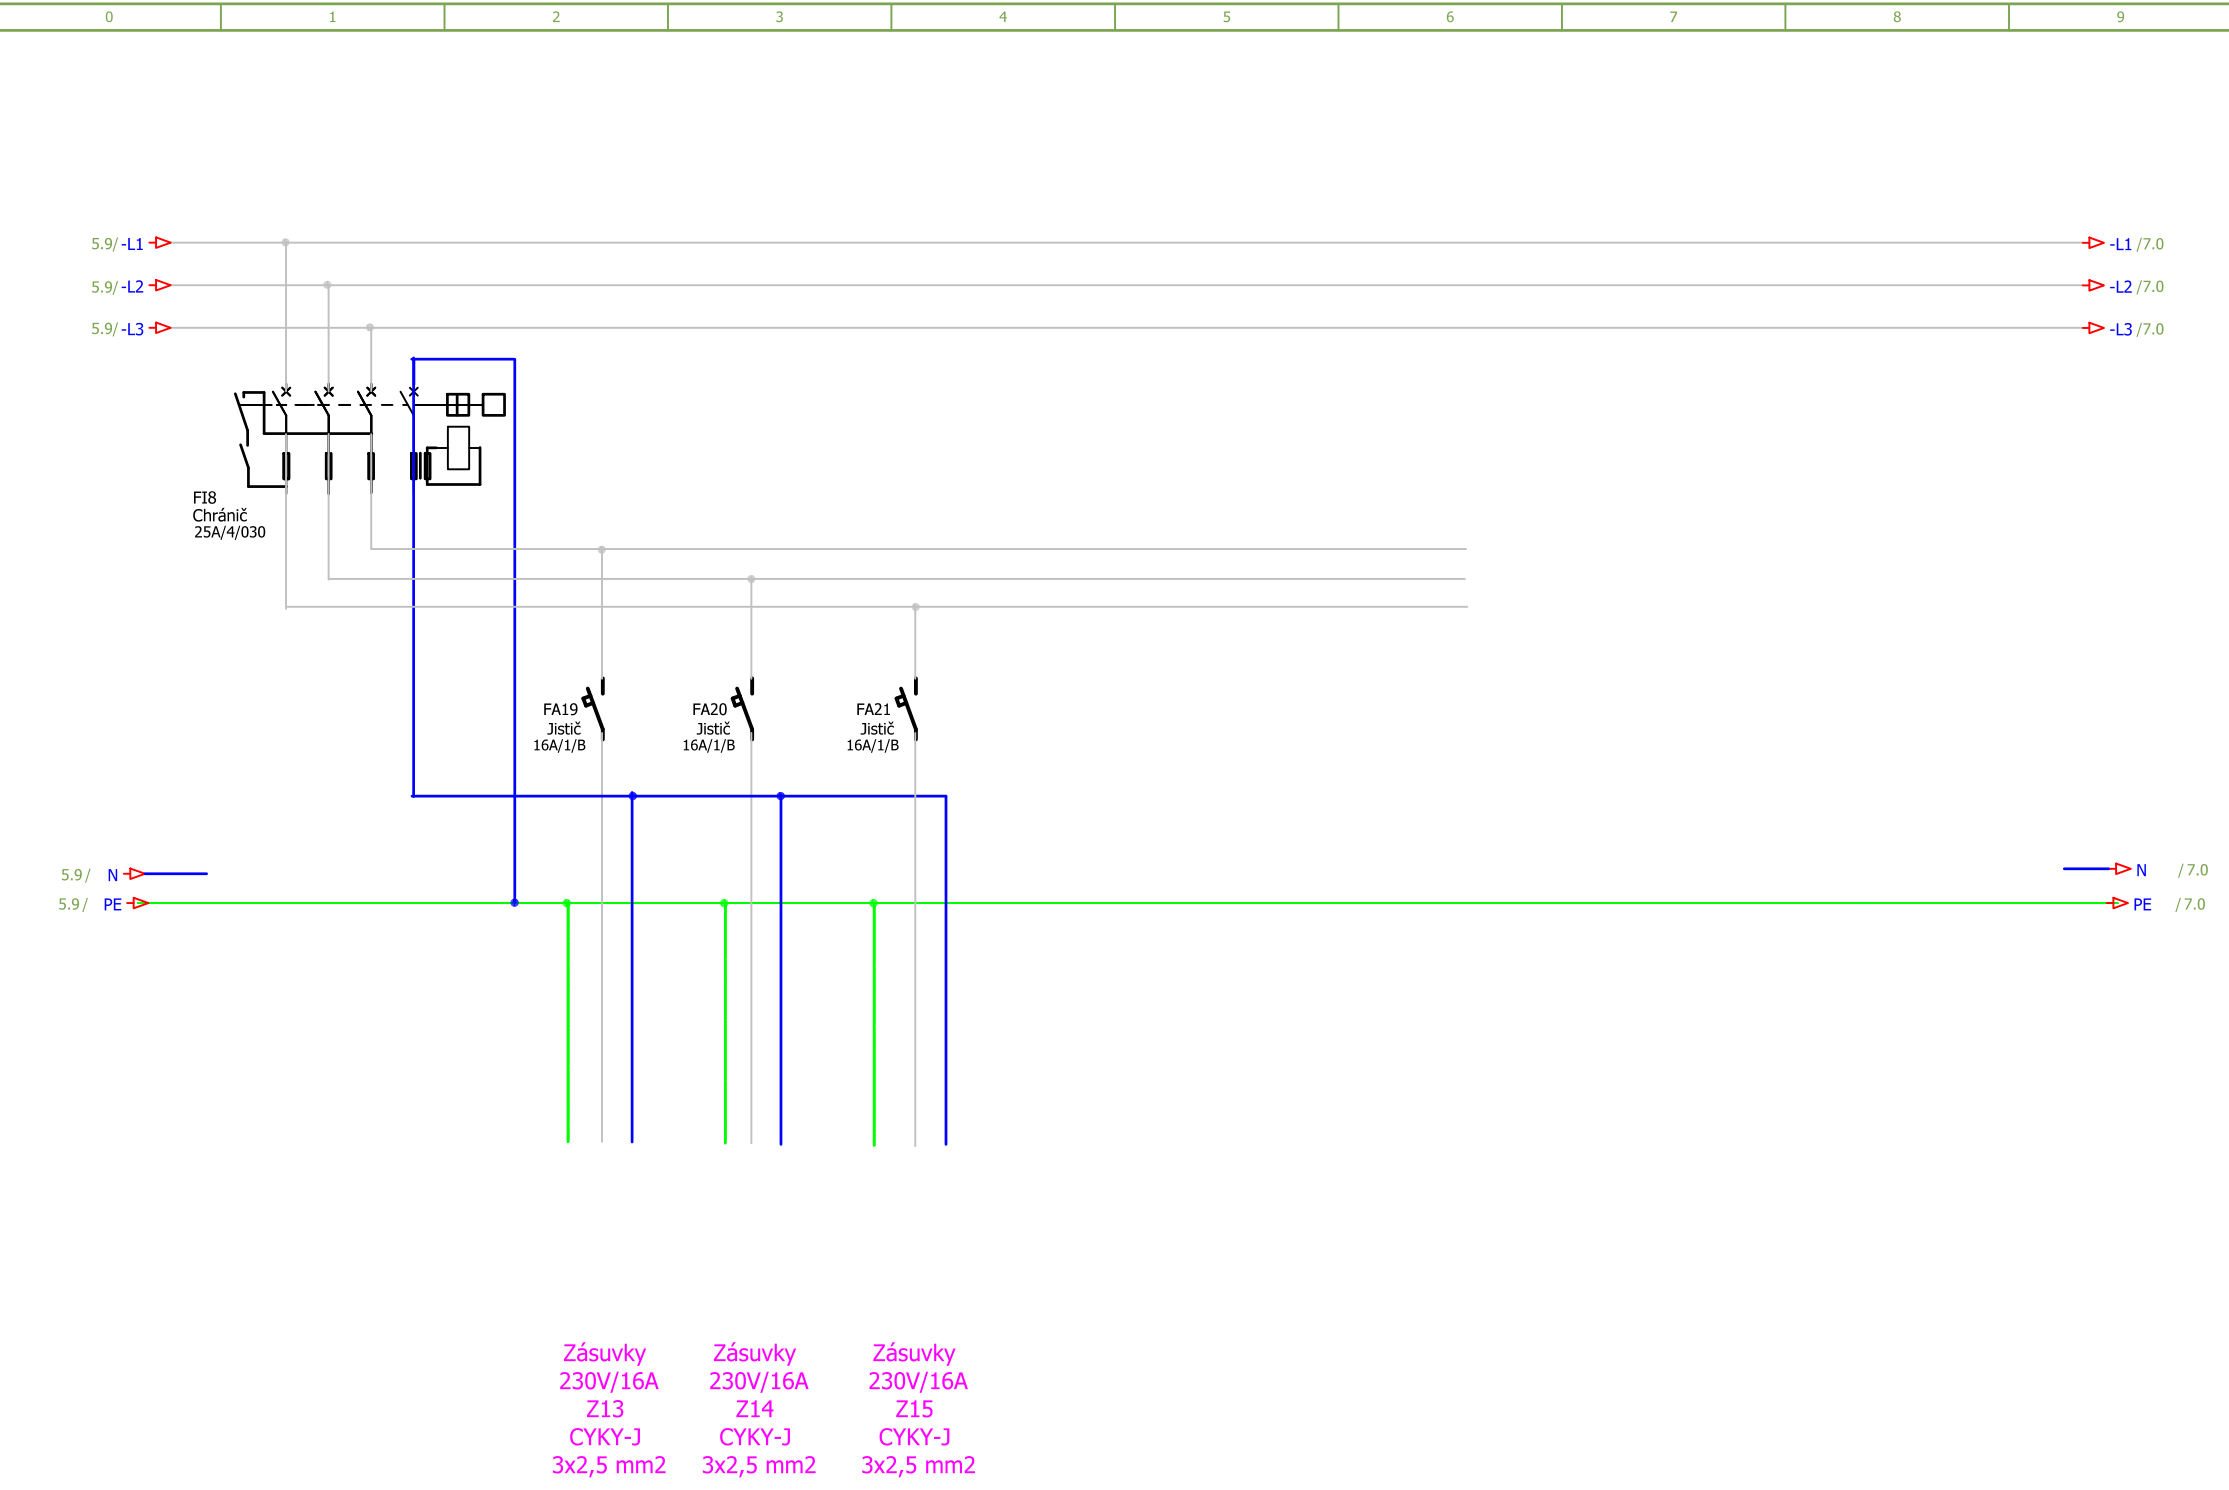 0 1 2 3 4 5 6 7 8 9
5.9/ -L1 -L1 /7.0
5.9/ -L2 -L2 /7.0
5.9/ -L3 -L3 /7.0
FI8
Chránič
25A/4/030
FA19
Jistič
16A/1/B
FA20
Jistič
16A/1/B
FA21
Jistič
16A/1/B
5.9/ N N /7.0
5.9/ PE PE /7.0
Zásuvky
230V/16A
Z13
CYKY-J
3x2,5 mm2
Zásuvky
230V/16A
Z14
CYKY-J
3x2,5 mm2
Zásuvky
230V/16A
Z15
CYKY-J
3x2,5 mm2